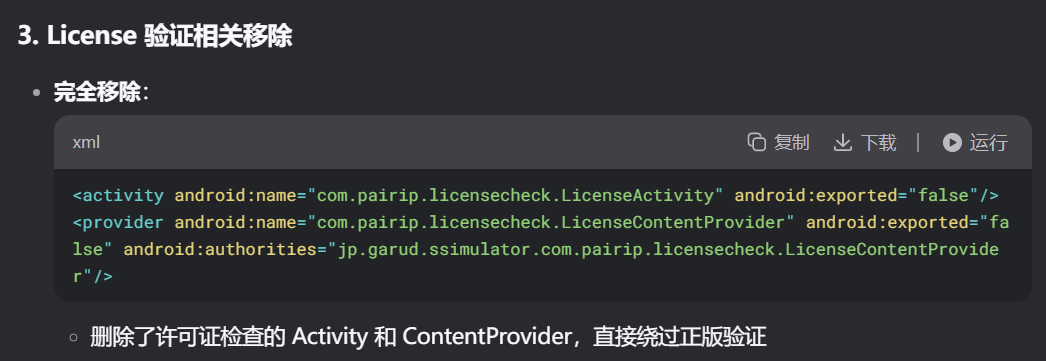 3. License 验证相关移除
• 完全移除：
xml 复制 下载 | 运行
<activity android:name="com.pairip.licensecheck.LicenseActivity" android:exported="false"/>
<provider android:name="com.pairip.licensecheck.LicenseContentProvider" android:exported="fa
lse" android:authorities="jp.garud.ssimulator.com.pairip.licensecheck.LicenseContentProvide
r"/>
○ 删除了许可证检查的 Activity 和 ContentProvider，直接绕过正版验证